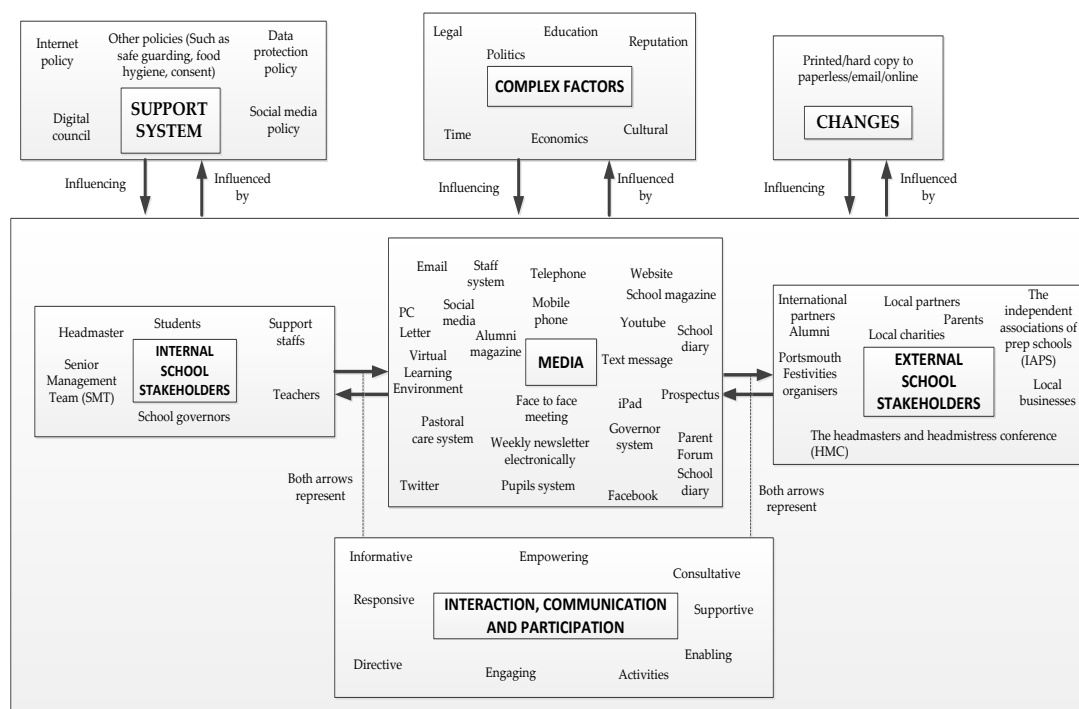 Internet
policy
Other policies (Such as
safe guarding, food
hygiene, consent)
Data
protection
policy
SUPPORT
SYSTEM
Digital
council
Social media
policy
Legal
Education
Reputation
Politics
COMPLEX FACTORS
Time
Economics
Cultural
Printed/hard copy to
paperless/email/online
CHANGES
Influencing
Influenced
by
Influencing
Influenced
by
Influencing
Influenced
by
Headmaster
Students
Support
staffs
Senior
Management
Team (SMT)
INTERNAL
SCHOOL
STAKEHOLDERS
Teachers
School governors
Email
Staff
system
Telephone
Website
School magazine
PC
Social
media
Mobile
phone
Youtube
Letter
Alumni
magazine
School
diary
Virtual
Learning
Environment
MEDIA
Text message
Face to face
meeting
iPad
Prospectus
Pastoral
care system
Weekly newsletter
electronically
Governor
system
Parent
Forum
School
diary
Twitter
Pupils system
Facebook
International
partners
Alumni
Local partners
Parents
Local charities
The
independent
associations of
prep schools
(IAPS)
Portsmouth
Festivities
organisers
EXTERNAL
SCHOOL
STAKEHOLDERS
Local
businesses
The headmasters and headmistress conference
(HMC)
Both arrows
represent
Both arrows
represent
Informative
Empowering
Consultative
Responsive
INTERACTION, COMMUNICATION
AND PARTICIPATION
Supportive
Directive
Engaging
Activities
Enabling